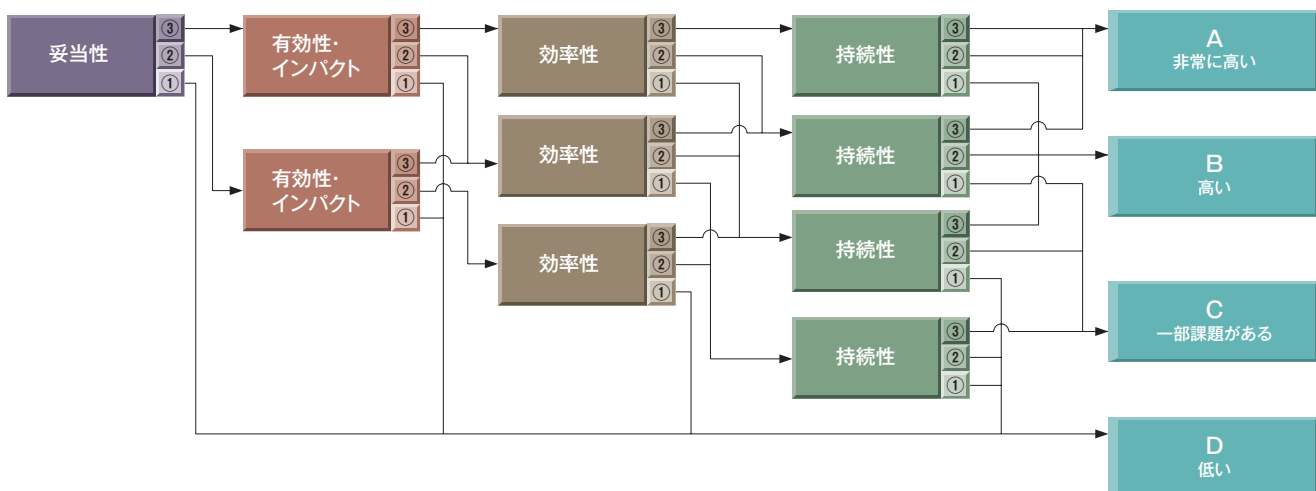 妥当性
③
②
①
有効性・
インパクト
③
②
①
有効性・
インパクト
③
②
①
効率性
③
②
①
効率性
③
②
①
効率性
③
②
①
持続性
③
②
①
持続性
③
②
①
持続性
③
②
①
持続性
③
②
①
A
非常に高い
B
高い
C
一部課題がある
D
低い